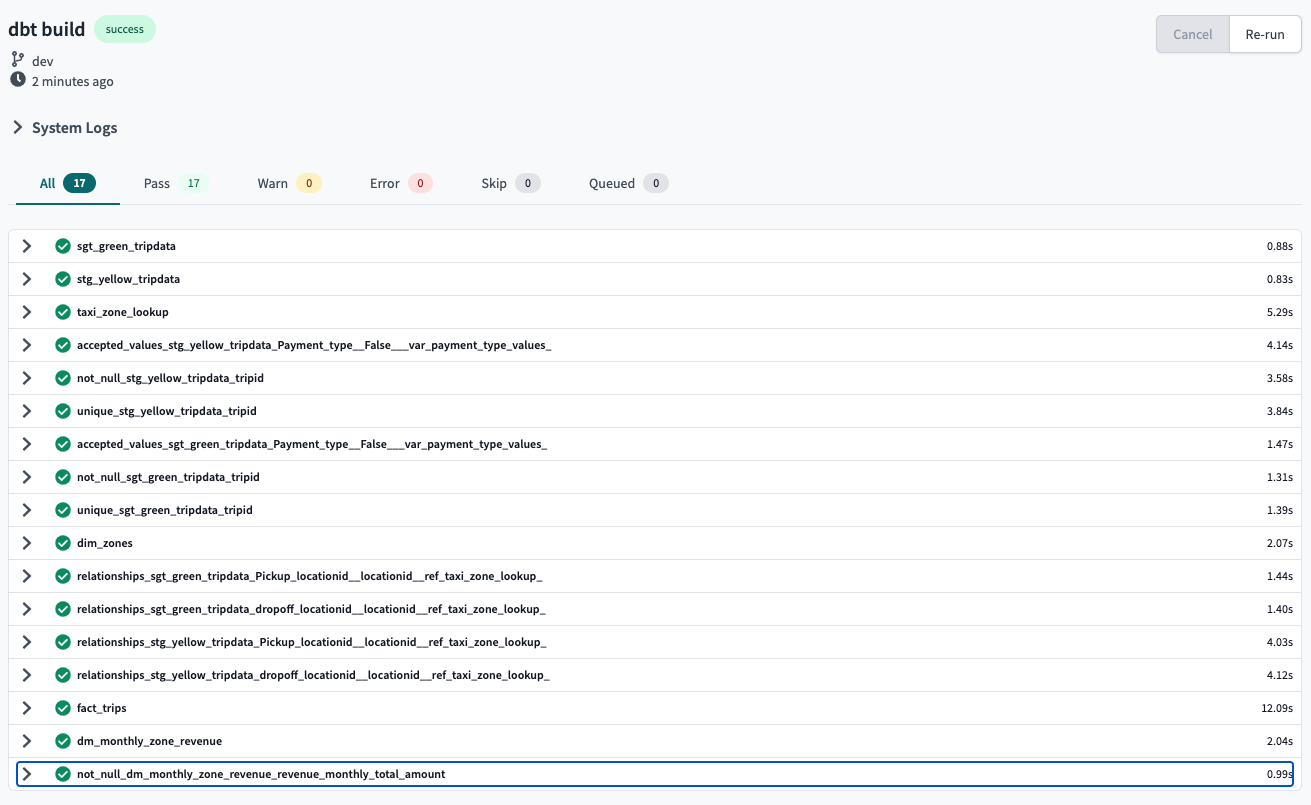 dbt build success
Cancel Re-run
dev
2 minutes ago
System Logs
All 17 Pass 17 Warn 0 Error 0 Skip 0 Queued 0
sgt_green_tripdata 0.88s
stg_yellow_tripdata 0.83s
taxi_zone_lookup 5.29s
accepted_values_stg_yellow_tripdata_Payment_type__False___var_payment_type_values_ 4.14s
not_null_stg_yellow_tripdata_tripid 3.58s
unique_stg_yellow_tripdata_tripid 3.84s
accepted_values_sgt_green_tripdata_Payment_type__False___var_payment_type_values_ 1.47s
not_null_sgt_green_tripdata_tripid 1.31s
unique_sgt_green_tripdata_tripid 1.39s
dim_zones 2.07s
relationships_sgt_green_tripdata_Pickup_locationid__locationid__ref_taxi_zone_lookup_ 1.44s
relationships_sgt_green_tripdata_dropoff_locationid__locationid__ref_taxi_zone_lookup_ 1.40s
relationships_stg_yellow_tripdata_Pickup_locationid__locationid__ref_taxi_zone_lookup_ 4.03s
relationships_stg_yellow_tripdata_dropoff_locationid__locationid__ref_taxi_zone_lookup_ 4.12s
fact_trips 12.09s
dm_monthly_zone_revenue 2.04s
not_null_dm_monthly_zone_revenue_revenue_monthly_total_amount 0.99s